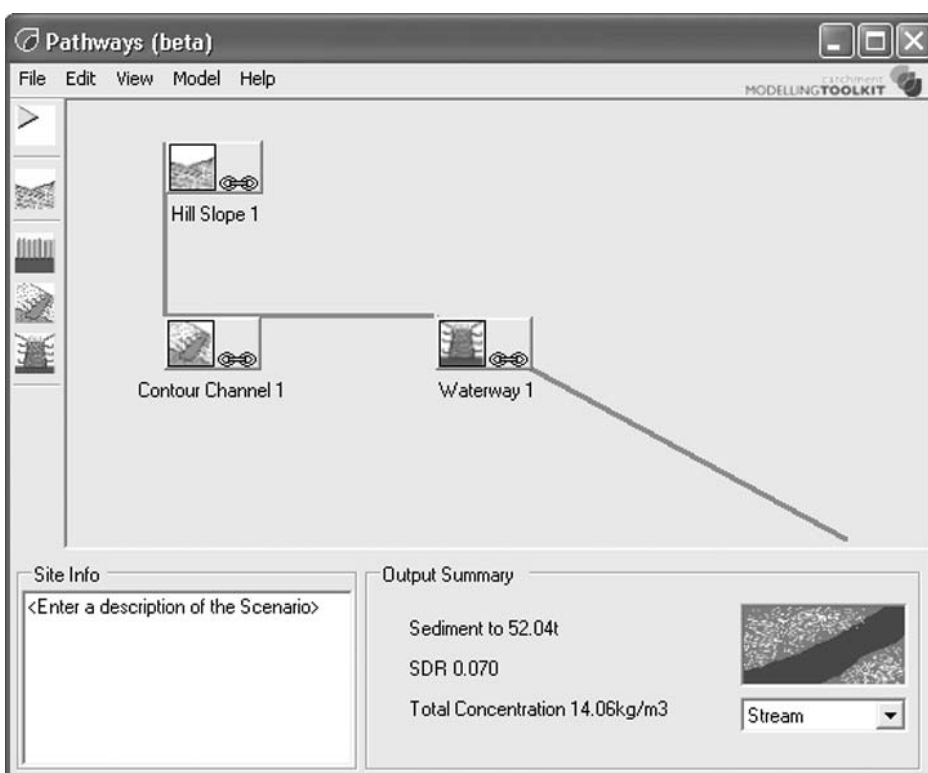 Pathways (beta)
File Edit View Model Help
catchment
MODELLINGTOOLKIT
Hill Slope 1
Contour Channel 1
Waterway 1
Site Info
<Enter a description of the Scenario>
Output Summary
Sediment to 52.04t
SDR 0.070
Total Concentration 14.06kg/m3
Stream